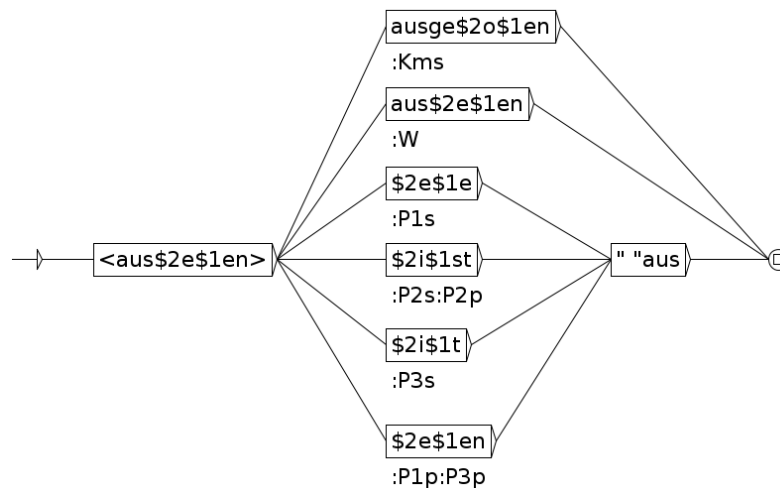 ausge$2o$1en
:Kms
aus$2e$1en
:W
$2e$1e
:P1s
<aus$2e$1en>
$2i$1st
" "aus
:P2s:P2p
$2i$1t
:P3s
$2e$1en
:P1p:P3p